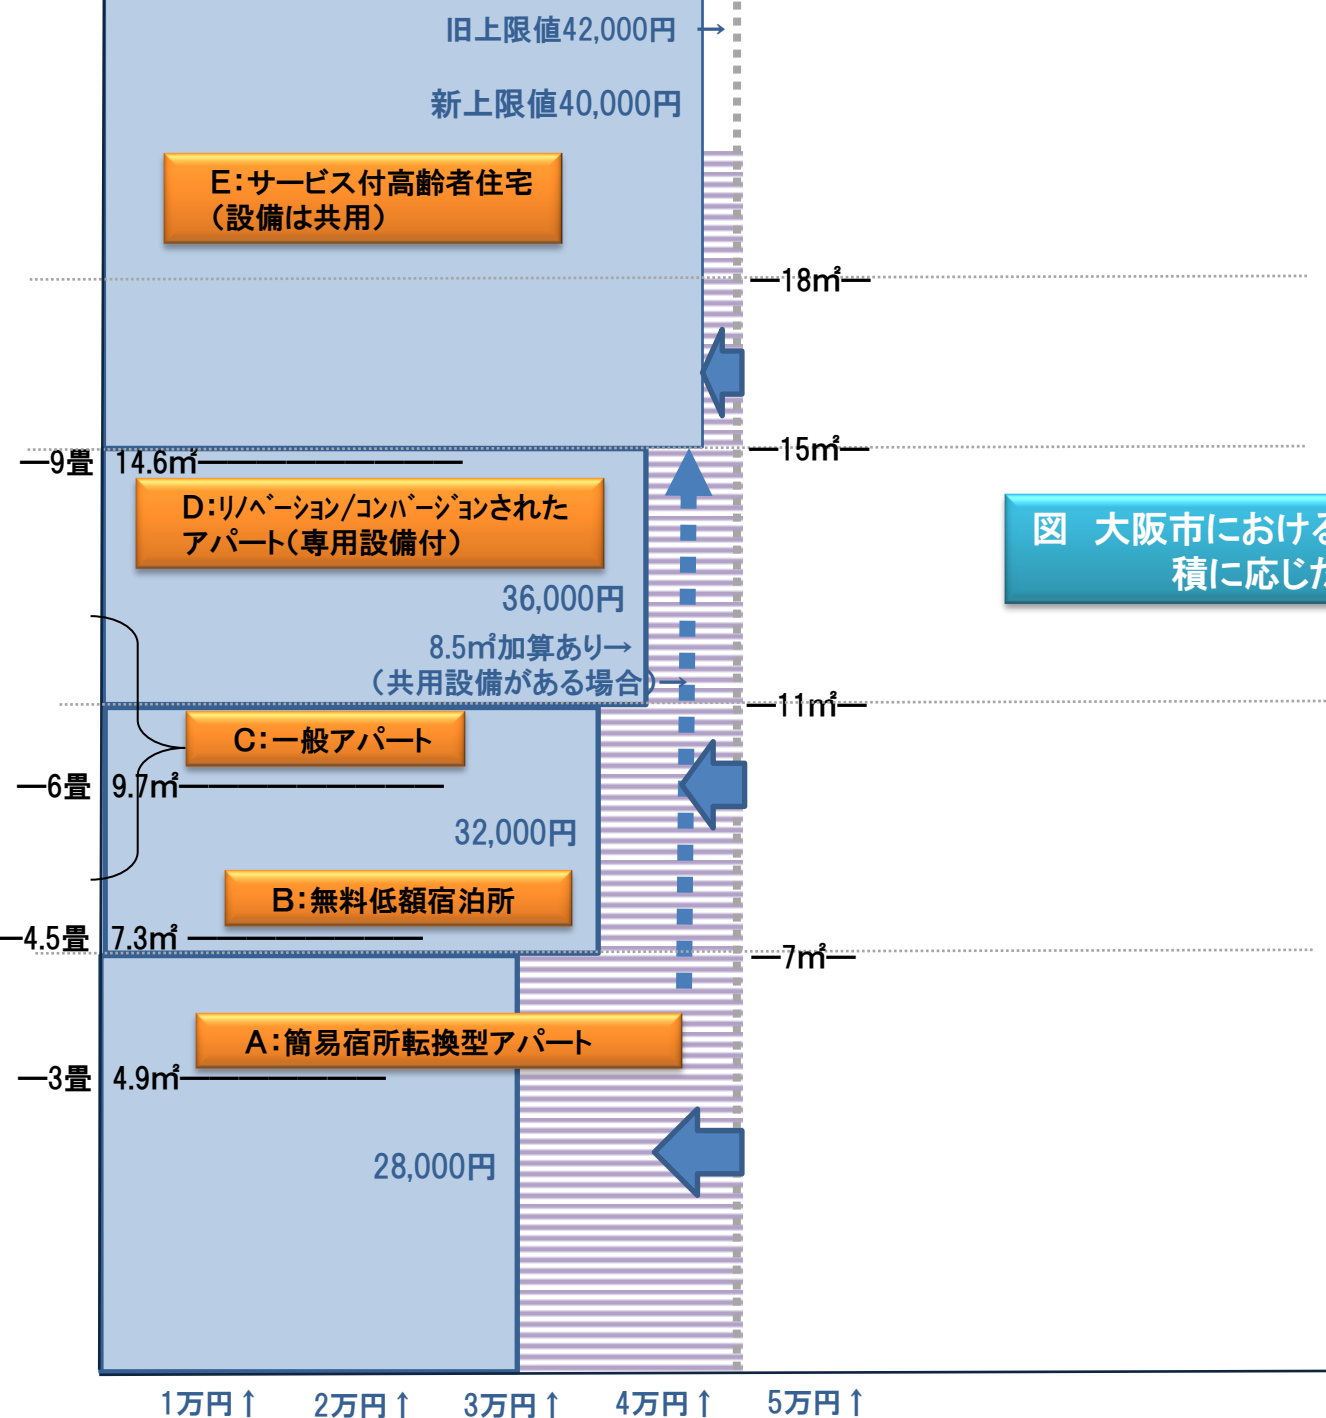 旧上限値42,000円 →
新上限値40,000円
E:サービス付高齢者住宅
(設備は共用)
18㎡
15㎡
9畳 14.6㎡
D:リノベーション/コンバージョンされた
アパート(専用設備付)
図 大阪市における
積に応じた
36,000円
8.5㎡加算あり→
(共用設備がある場合)→
11㎡
C:一般アパート
6畳 9.7㎡
32,000円
B:無料低額宿泊所
4.5畳 7.3㎡
7㎡
A:簡易宿所転換型アパート
3畳 4.9㎡
28,000円
1万円↑ 2万円↑ 3万円↑ 4万円↑ 5万円↑